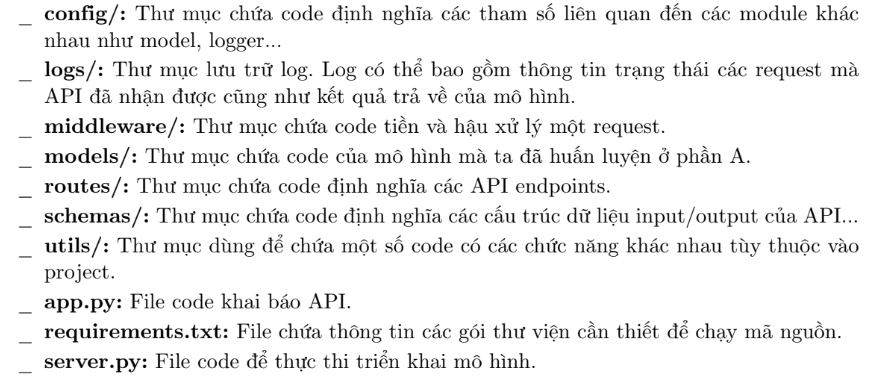 _ config/: Thư mục chứa code định nghĩa các tham số liên quan đến các module khác
nhau như model, logger...
_ logs/: Thư mục lưu trữ log. Log có thể bao gồm thông tin trạng thái các request mà
API đã nhận được cũng như kết quả trả về của mô hình.
_ middleware/: Thư mục chứa code tiền và hậu xử lý một request.
_ models/: Thư mục chứa code của mô hình mà ta đã huấn luyện ở phần A.
_ routes/: Thư mục chứa code định nghĩa các API endpoints.
_ schemas/: Thư mục chứa code định nghĩa các cấu trúc dữ liệu input/output của API...
_ utils/: Thư mục dùng để chứa một số code có các chức năng khác nhau tùy thuộc vào
project.
_ app.py: File code khai báo API.
_ requirements.txt: File chứa thông tin các gói thư viện cần thiết để chạy mã nguồn.
_ server.py: File code để thực thi triển khai mô hình.